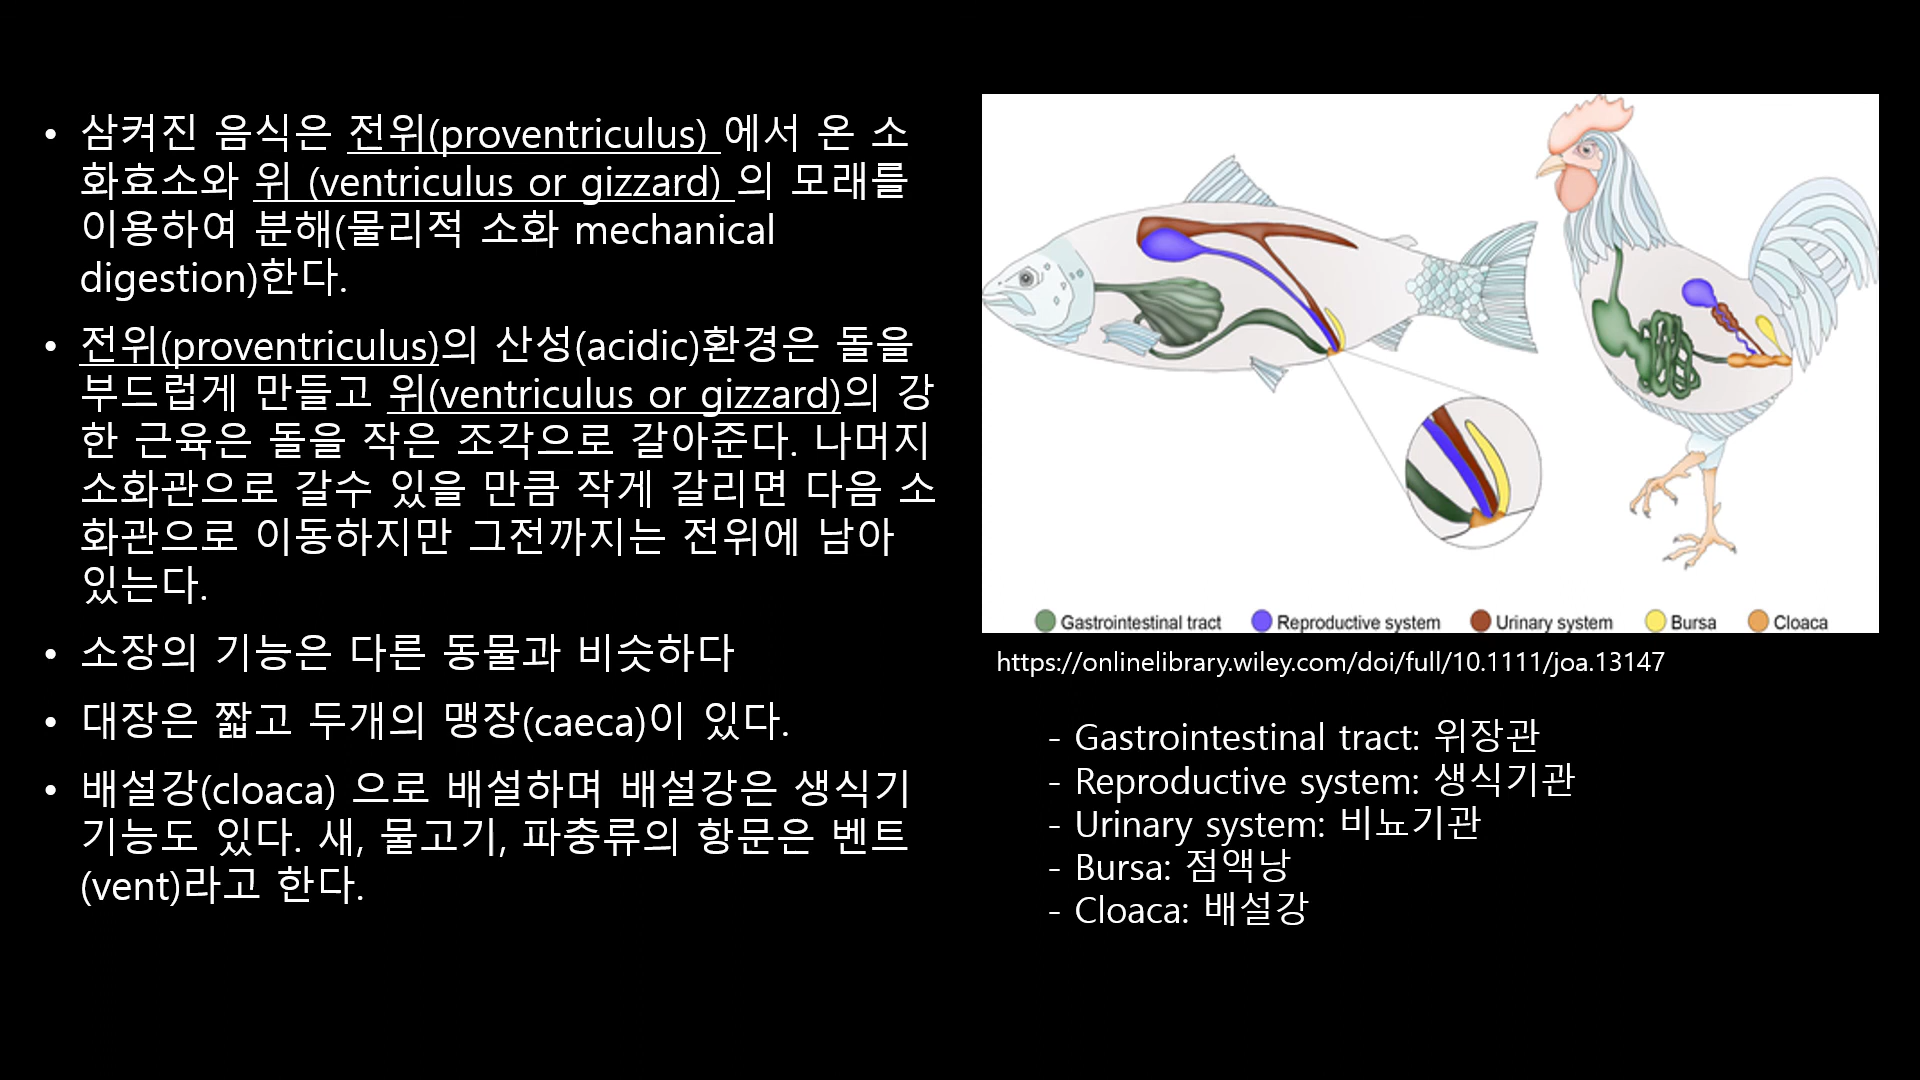 • 삼켜진 음식은 전위(proventriculus) 에서 온 소
화효소와 위 (ventriculus or gizzard) 의 모래를
이용하여 분해(물리적 소화 mechanical
digestion)한다.
• 전위(proventriculus)의 산성(acidic)환경은 돌을
부드럽게 만들고 위(ventriculus or gizzard)의 강
한 근육은 돌을 작은 조각으로 갈아준다. 나머지
소화관으로 갈수 있을 만큼 작게 갈리면 다음 소
화관으로 이동하지만 그전까지는 전위에 남아
있는다.
• 소장의 기능은 다른 동물과 비슷하다
• 대장은 짧고 두개의 맹장(caeca)이 있다.
• 배설강(cloaca) 으로 배설하며 배설강은 생식기
기능도 있다. 새, 물고기, 파충류의 항문은 벤트
(vent)라고 한다.
Gastrointestinal tract Reproductive system Urinary system Bursa Cloaca
https://onlinelibrary.wiley.com/doi/full/10.1111/joa.13147
- Gastrointestinal tract: 위장관
- Reproductive system: 생식기관
- Urinary system: 비뇨기관
- Bursa: 점액낭
- Cloaca: 배설강